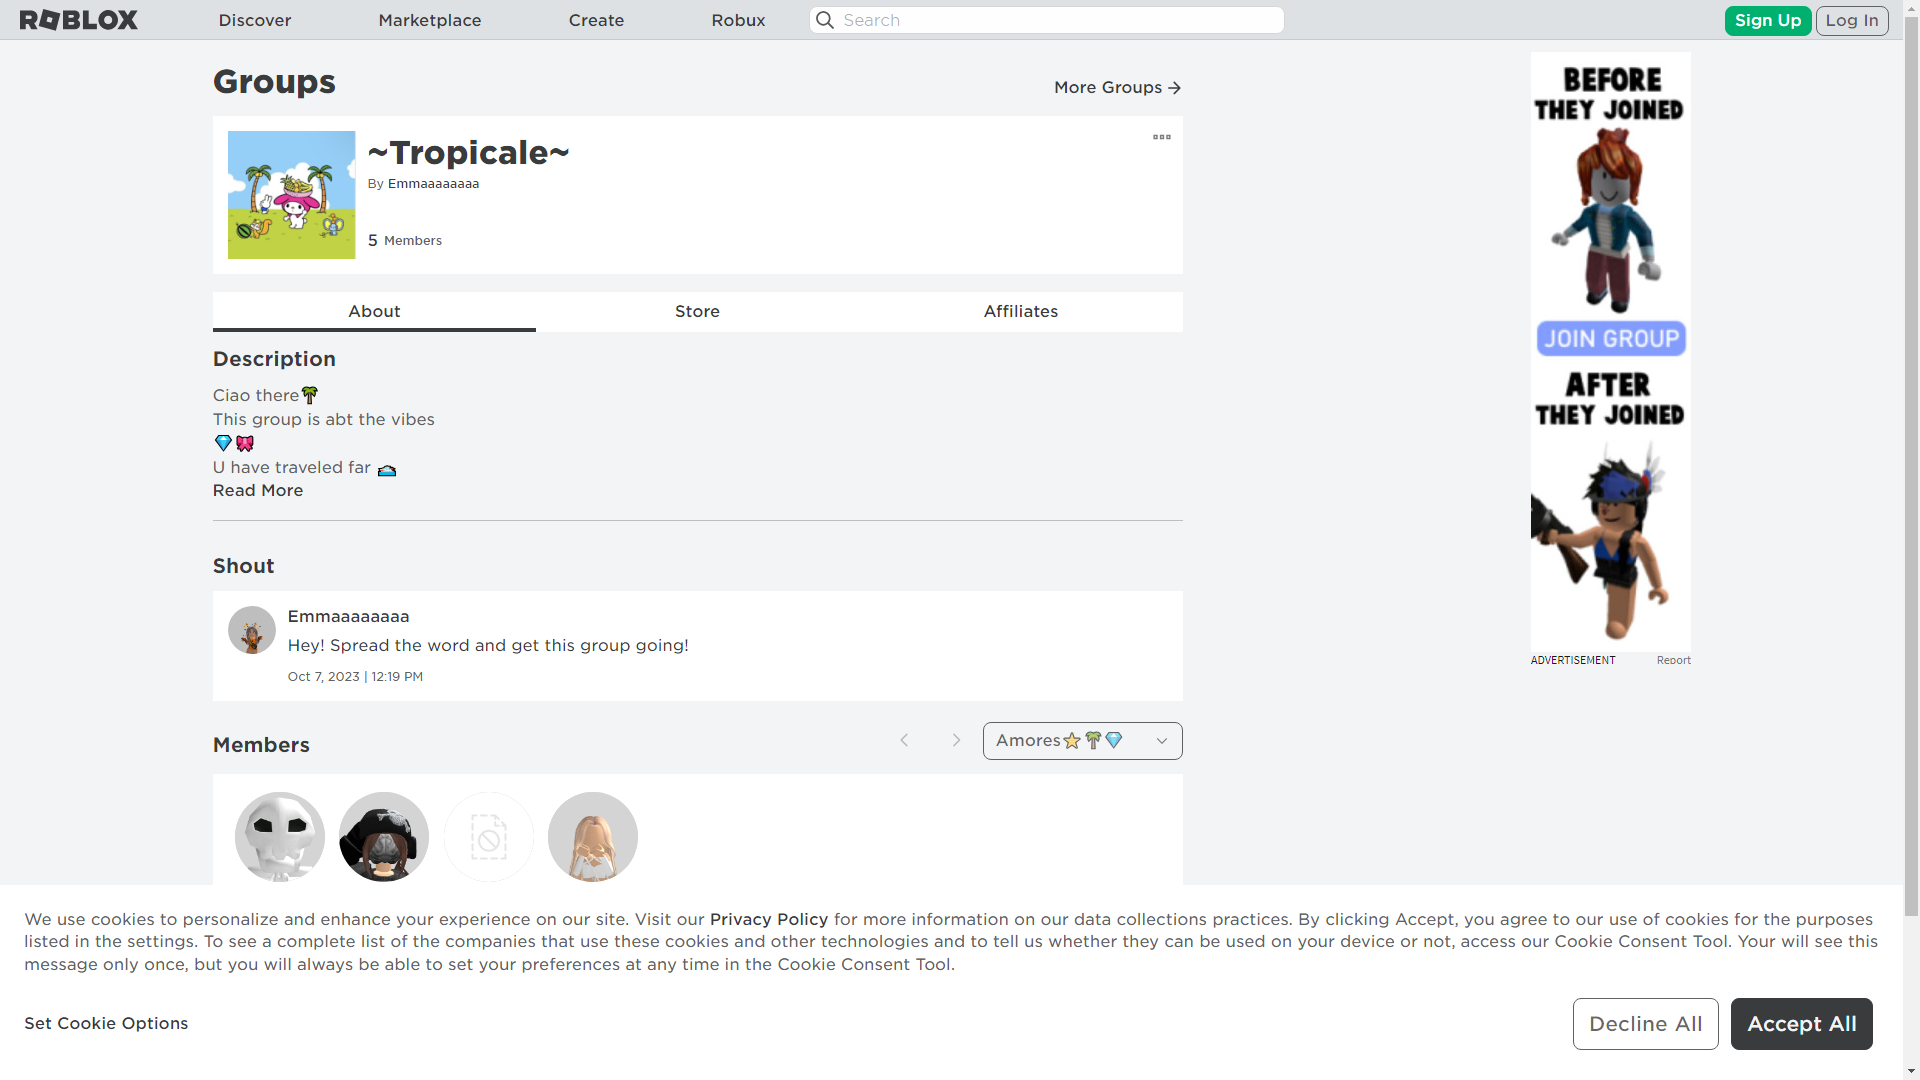 ROBLOX
Discover
Marketplace
Create
Robux
Search
Sign Up
Log In
Groups
More Groups
~Tropicale~
By Emmaaaaaaaa
5 Members
About
Store
Affiliates
Description
Ciao there🌴
This group is abt the vibes
💎🎀
U have traveled far 🌊
Read More
Shout
Emmaaaaaaaa
Hey! Spread the word and get this group going!
Oct 7, 2023 | 12:19 PM
Members
Amores⭐🌴💎
BEFORE
THEY JOINED
JOIN GROUP
AFTER
THEY JOINED
ADVERTISEMENT
Report
We use cookies to personalize and enhance your experience on our site. Visit our Privacy Policy for more information on our data collections practices. By clicking Accept, you agree to our use of cookies for the purposes
listed in the settings. To see a complete list of the companies that use these cookies and other technologies and to tell us whether they can be used on your device or not, access our Cookie Consent Tool. Your will see this
message only once, but you will always be able to set your preferences at any time in the Cookie Consent Tool.
Set Cookie Options
Decline All
Accept All